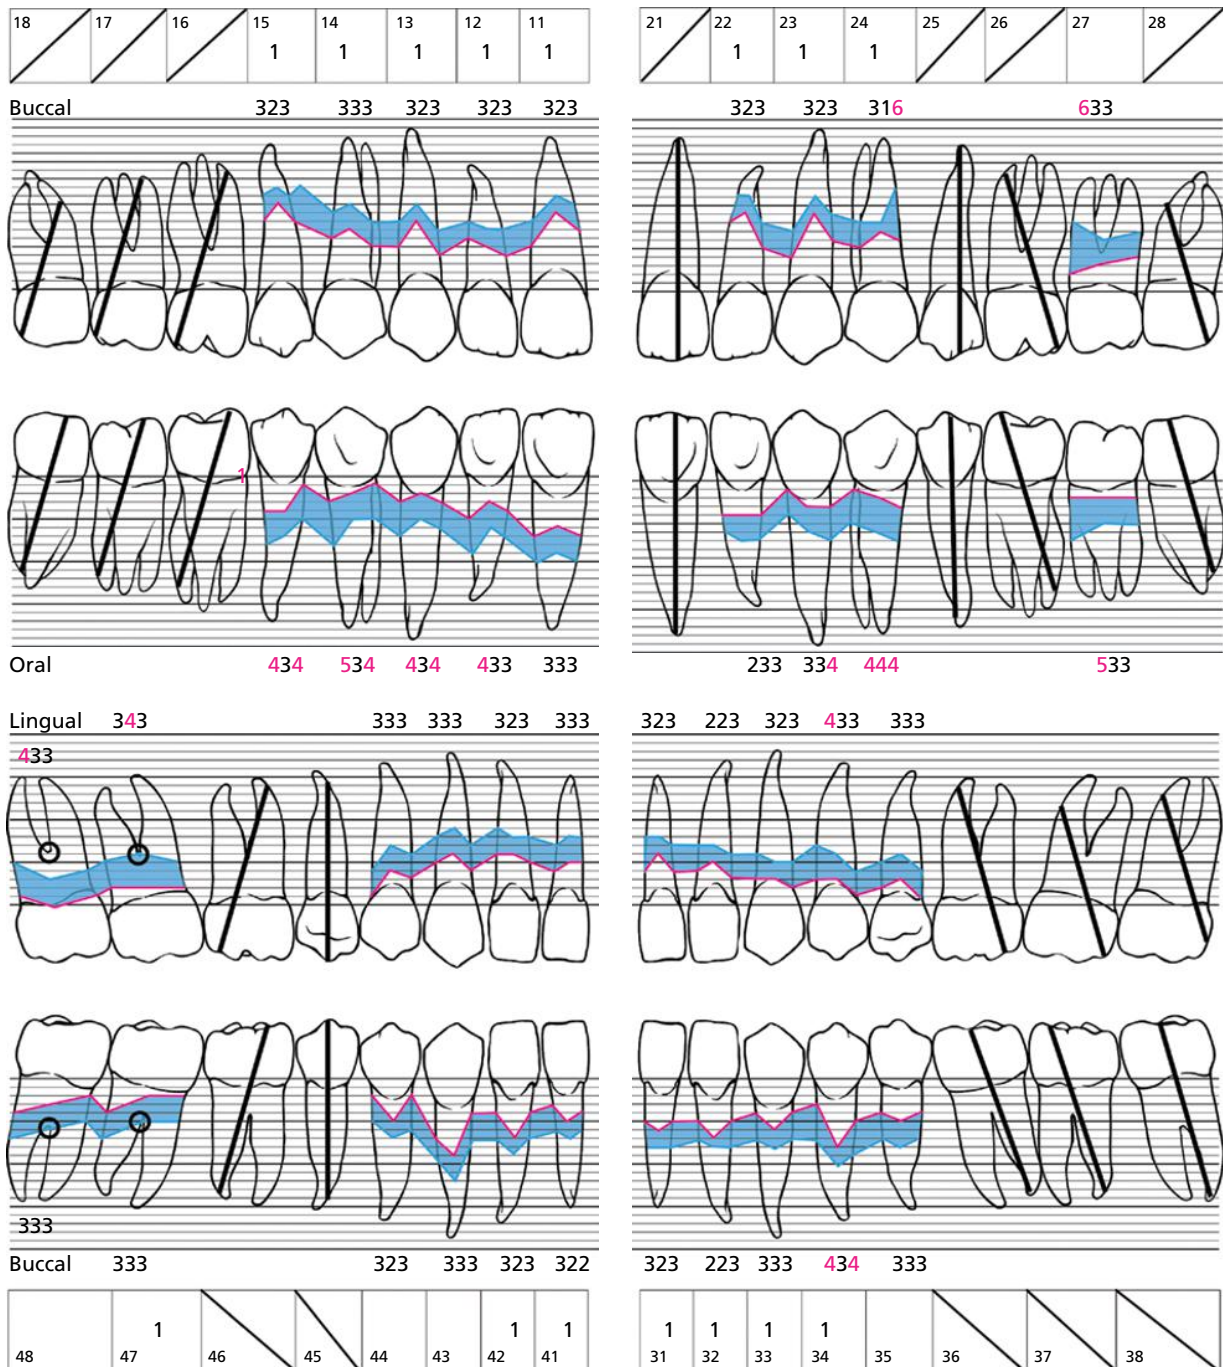 18 17 16 15 14 13 12 11 21 22 23 24 25 26 27 28
1 1 1 1 1 1 1 1
Buccal 323 333 323 323 323 323 323 316 633
1
Oral 434 534 434 433 333 233 334 444 533
Lingual 343 333 333 323 333 323 223 323 433 333
433
333
Buccal 333 323 333 323 322 323 223 333 434 333
1 1 1 1 1 1 1
48 47 46 45 44 43 42 41 31 32 33 34 35 36 37 38